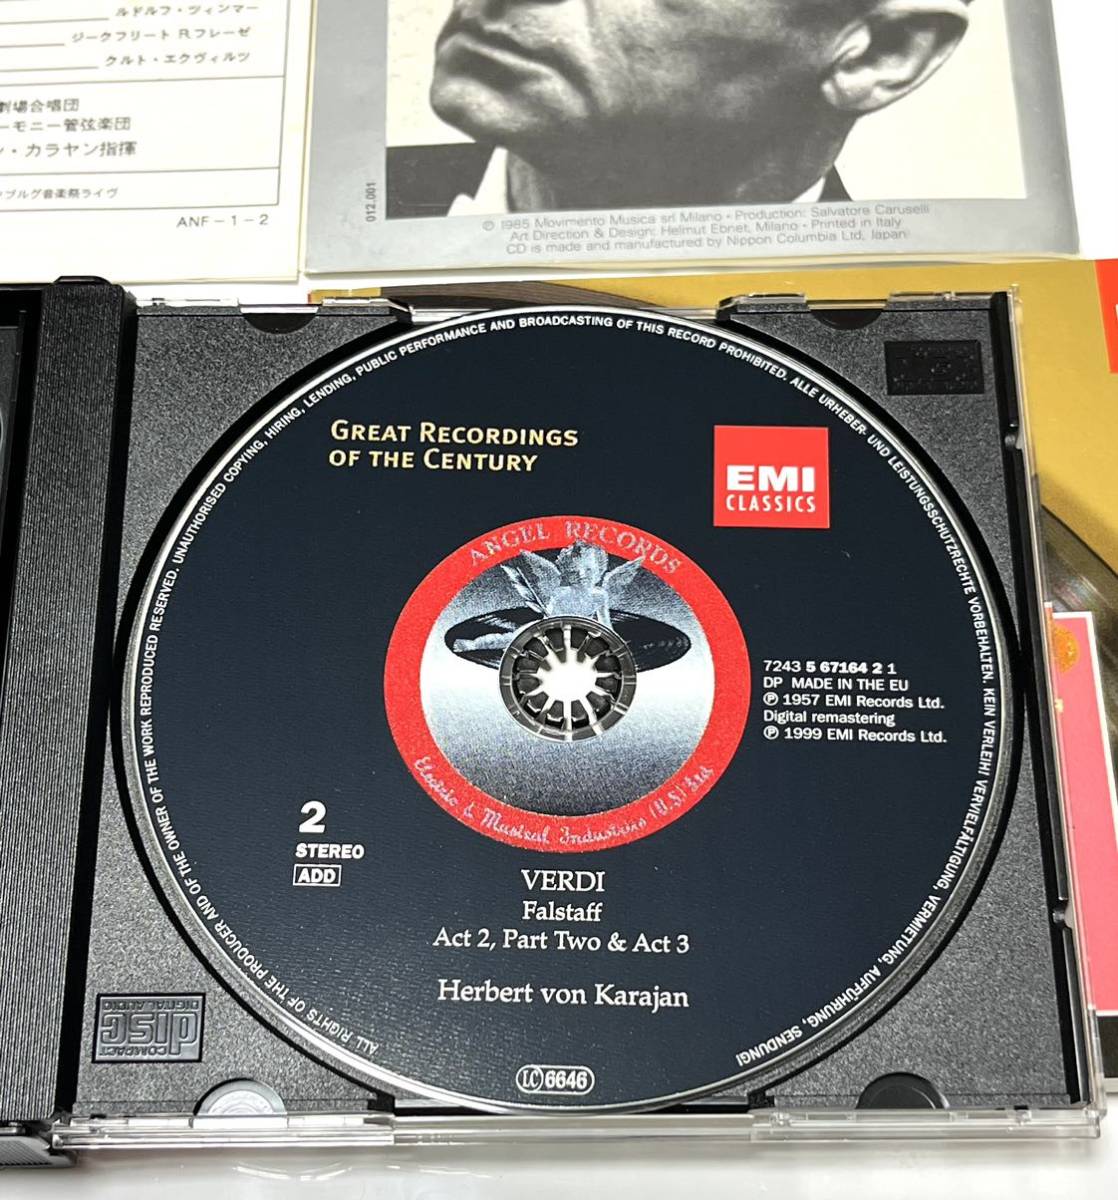 ルドルフ・ツィンマー
ジークフリート R.フレーゼ
クルト・エクヴィルツ
劇場合唱団
ーモニー管弦楽団
ン・カラヤン指揮
ブルグ音楽祭ライヴ
ANF-1-2
012.001
© 1985 Movimento Musica srl Milano • Production: Salvatore Caruselli
Art Direction & Design: Helmut Ebnet, Milano • Printed in Italy
CD is made and manufactured by Nippon Columbia Ltd, Japan
ALL RIGHTS OF THE PRODUCER AND OF THE OWNER OF THE WORK REPRODUCED RESERVED. UNAUTHORISED COPYING, HIRING, LENDING, PUBLIC PERFORMANCE AND BROADCASTING OF THIS RECORD PROHIBITED. ALLE URHEBER- UND LEISTUNGSSCHUTZRECHTE VORBEHALTEN. KEIN VERLEIH! VERVIELFÄLTIGUNG, VERMIETUNG, AUFFÜHRUNG, SENDUNG!
GREAT RECORDINGS
OF THE CENTURY
EMI
CLASSICS
ANGEL RECORDS
Electric & Musical Industries (U.S) Ltd
7243 5 67164 2 1
DP MADE IN THE EU
℗ 1957 EMI Records Ltd.
Digital remastering
℗ 1999 EMI Records Ltd.
2
STEREO
ADD
VERDI
Falstaff
Act 2, Part Two & Act 3
Herbert von Karajan
LC 6646
COMPACT
disc
DIGITAL AUDIO